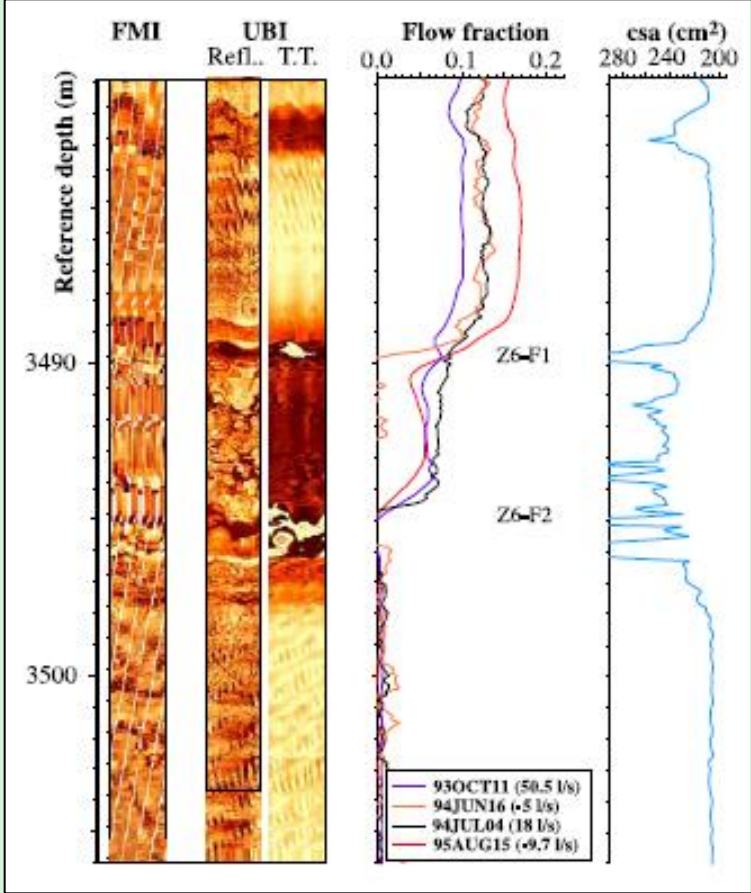 FMI UBI Flow fraction csa (cm²)
Refl.. T.T. 0.0 0.1 0.2 280 240 200
Reference depth (m)
3490 Z6-F1
Z6-F2
3500
93OCT11 (50.5 l/s)
94JUN16 (-5 l/s)
94JUL04 (18 l/s)
95AUG15 (-9.7 l/s)